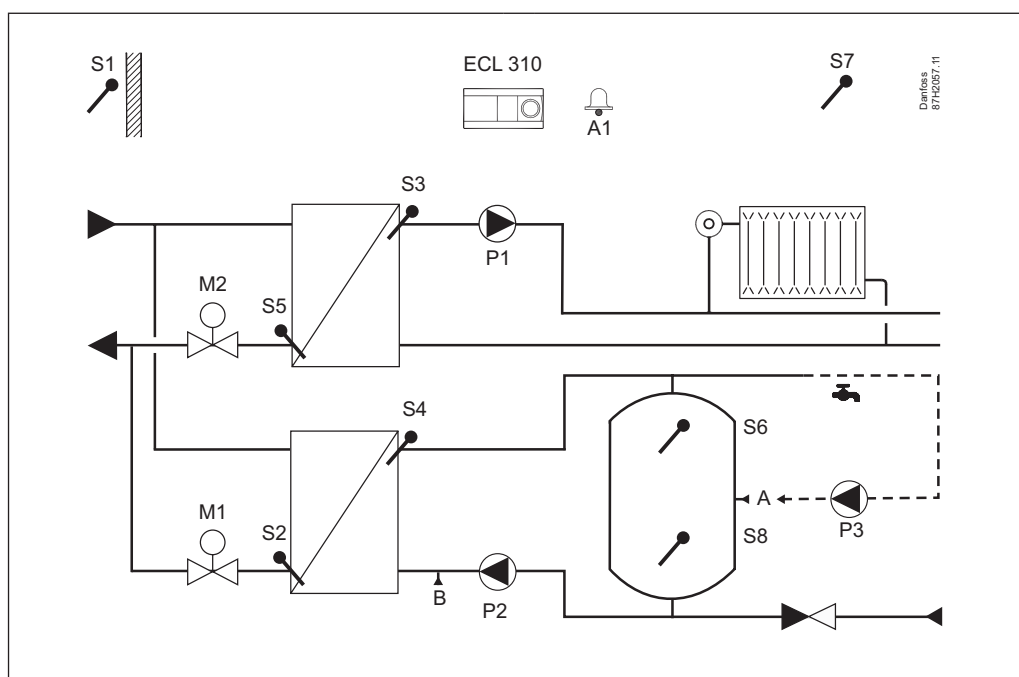 S1
ECL 310
A1
S7
Danfoss
87H2057.11
S3
P1
M2
S5
S4
S6
A
P3
S8
M1
S2
B
P2